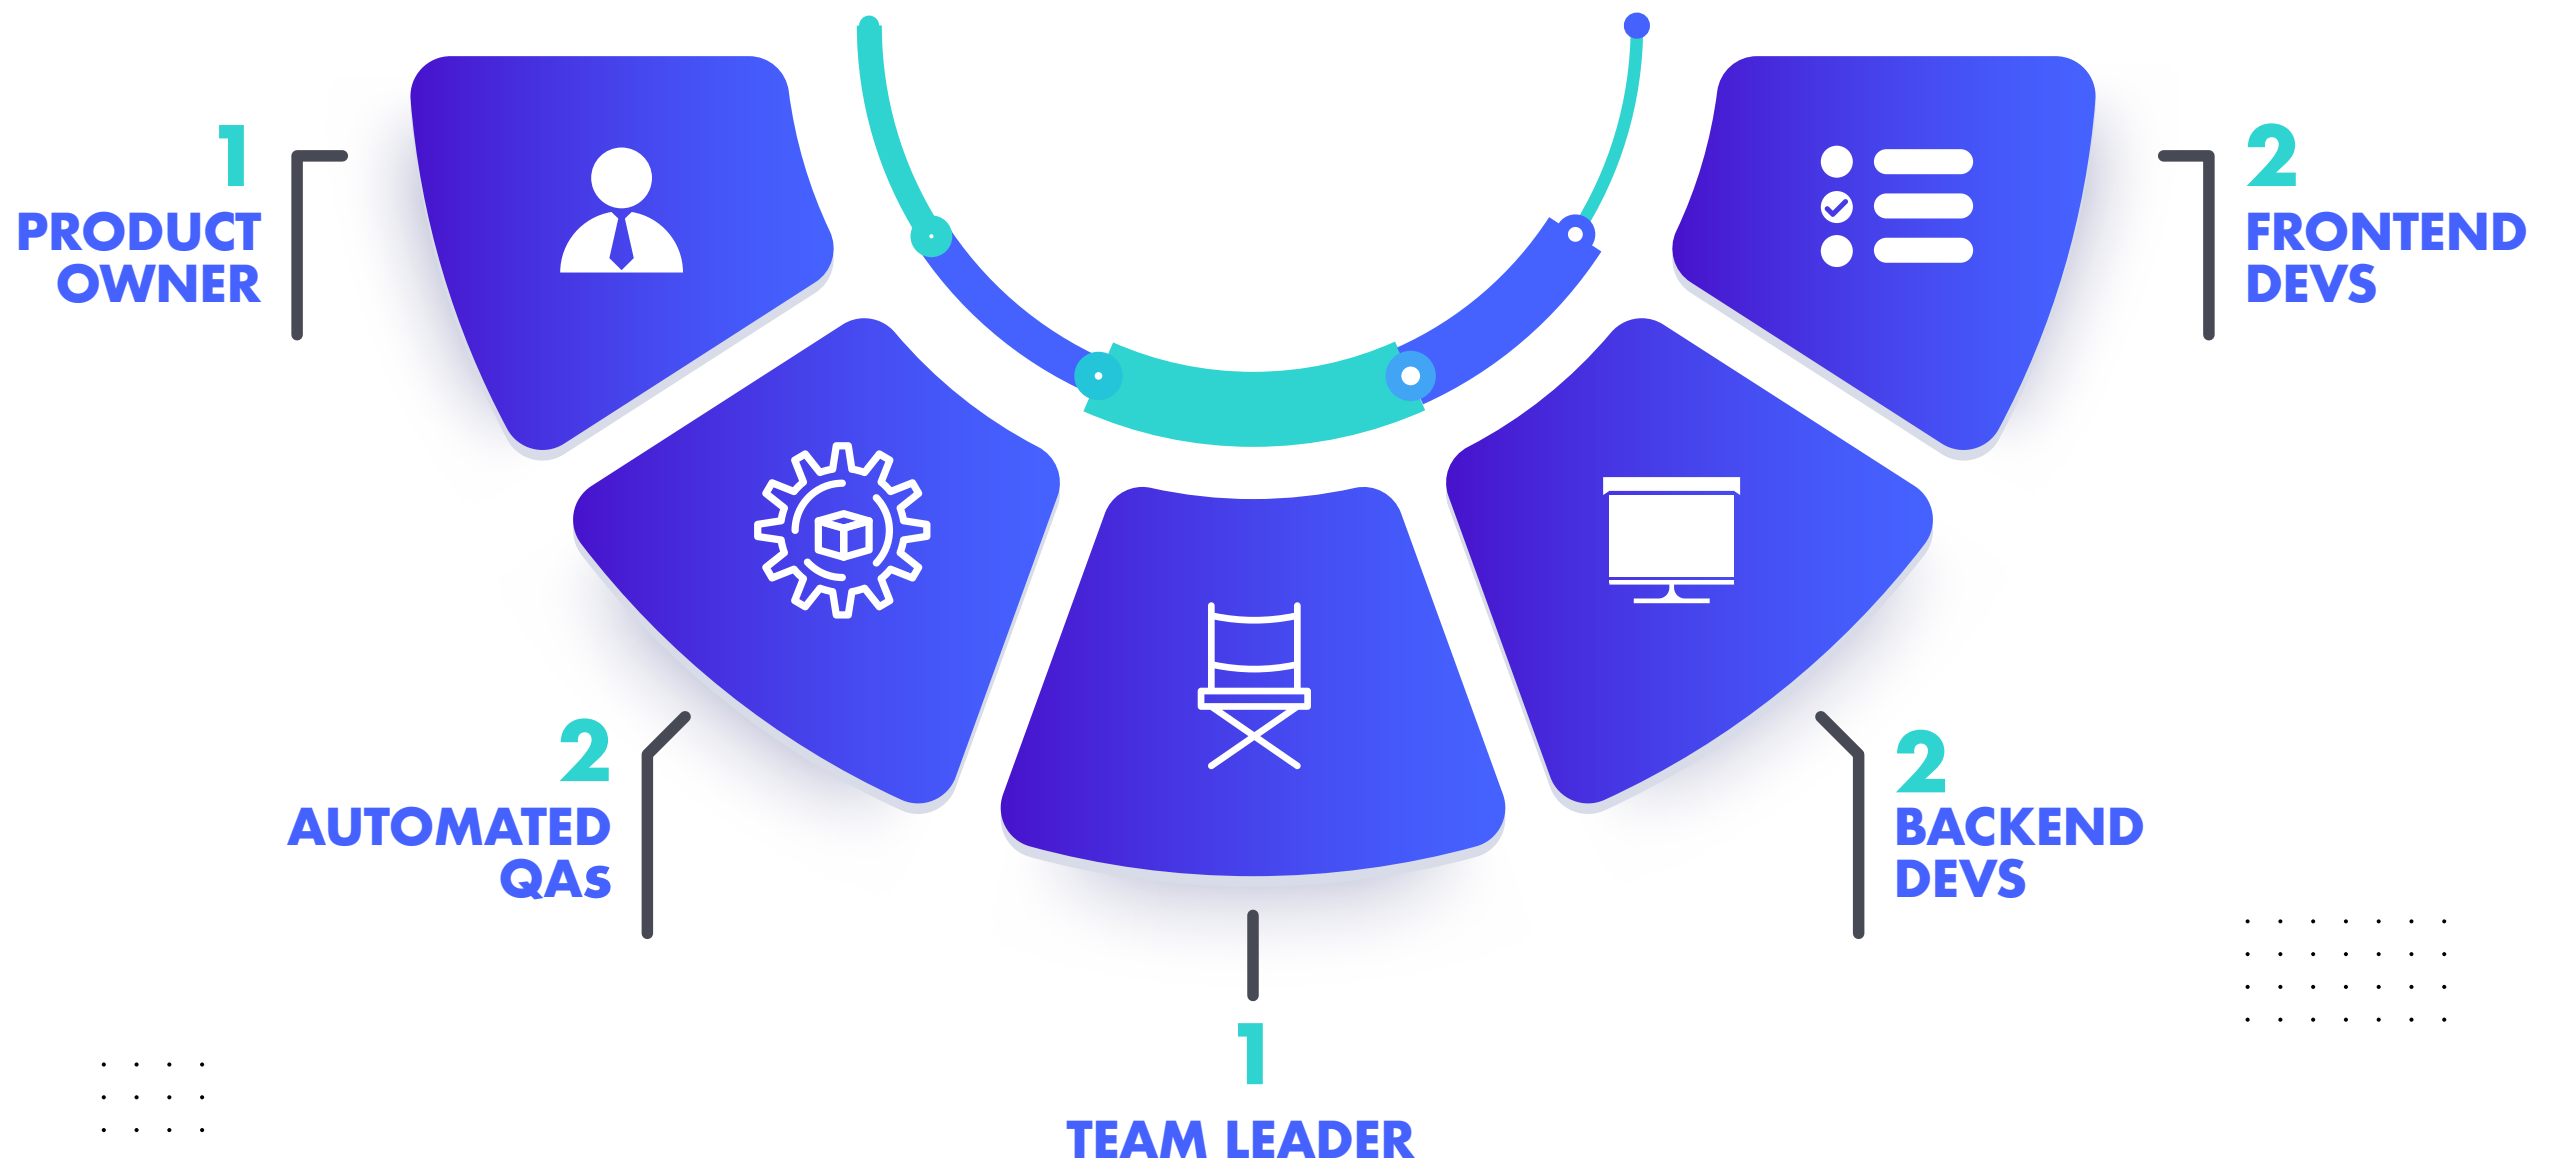 1
PRODUCT
OWNER
2
AUTOMATED
QAs
1
TEAM LEADER
2
BACKEND
DEVS
2
FRONTEND
DEVS